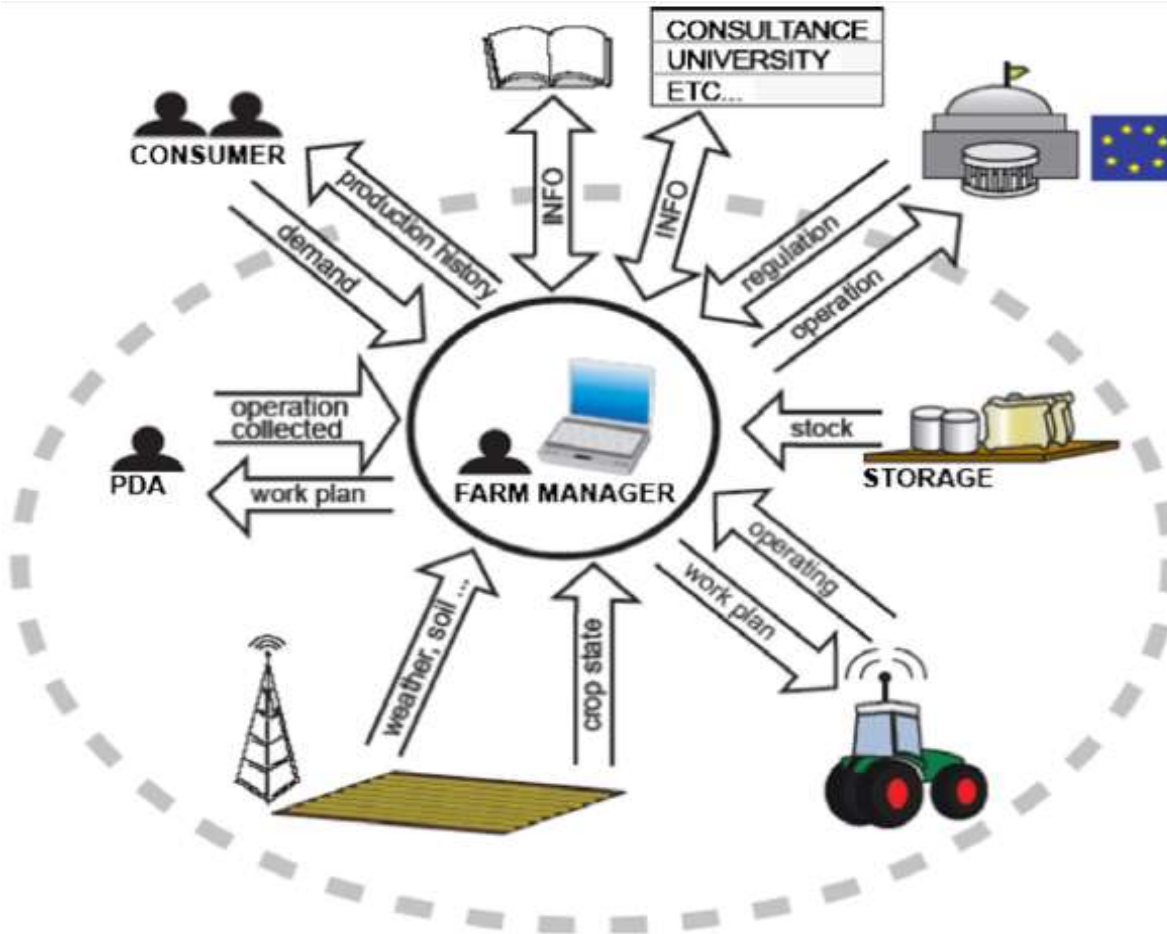 CONSULTANCE
UNIVERSITY
ETC...
CONSUMER
production history
demand
INFO
INFO
regulation
operation
operation
collected
PDA
work plan
FARM MANAGER
stock
STORAGE
operating
work plan
weather, soil ...
crop state